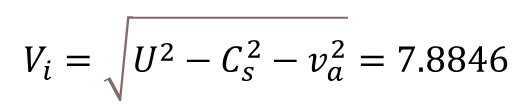 V_i = √(U² − C_s² − v_a²) = 7.8846